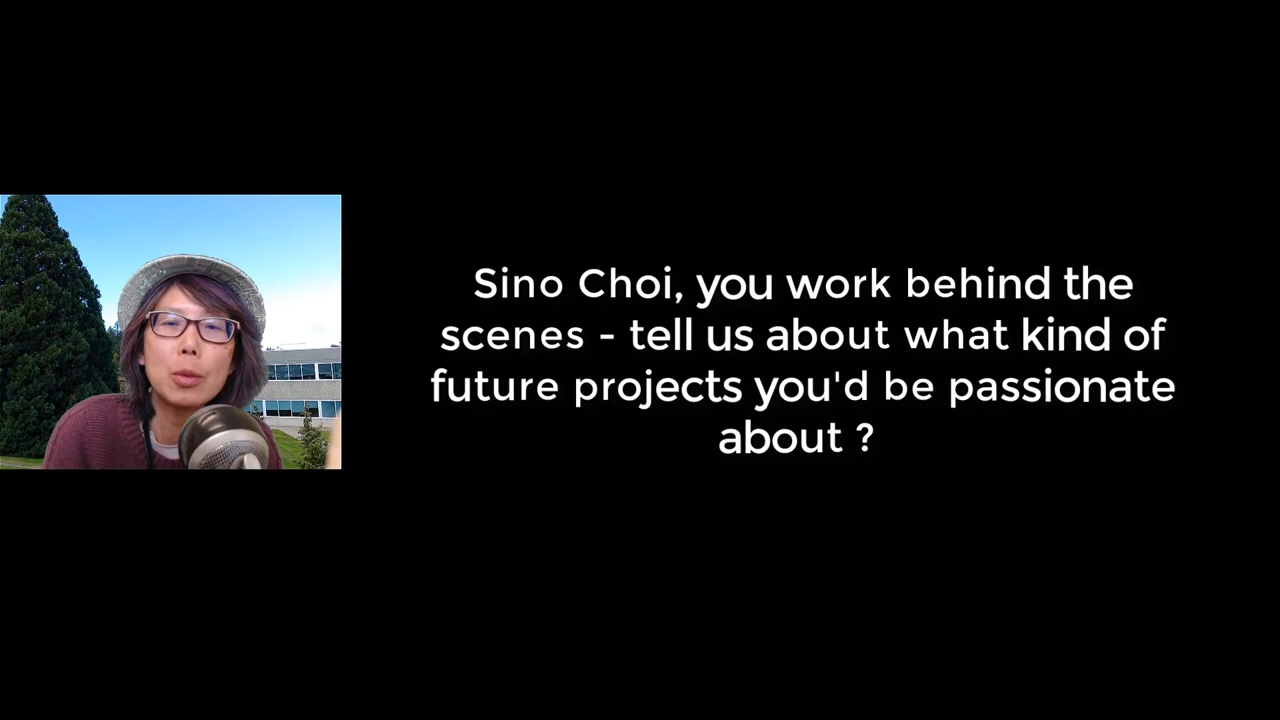 Sino Choi, you work behind the
scenes - tell us about what kind of
future projects you'd be passionate
about ?